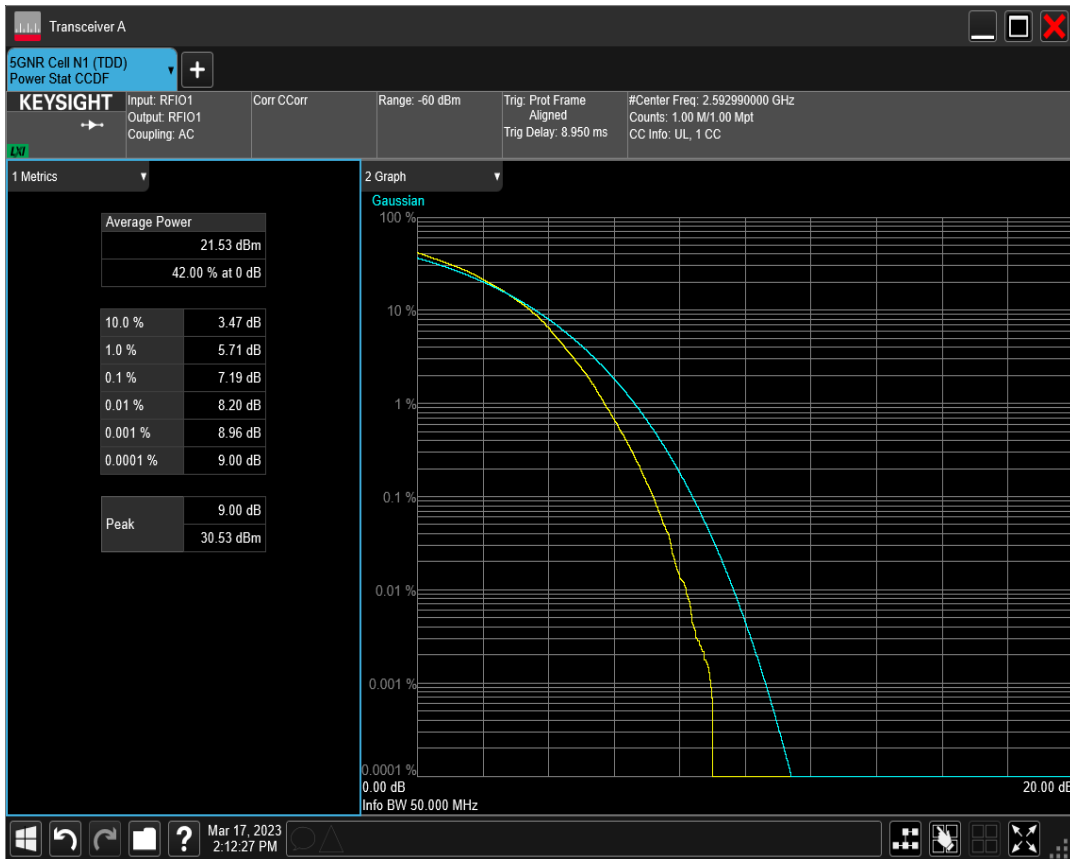 Transceiver A
5GNR Cell N1 (TDD)
Power Stat CCDF
+
KEYSIGHT
LXI
Input: RFIO1
Output: RFIO1
Coupling: AC
Corr CCorr
Range: -60 dBm
Trig: Prot Frame
Aligned
Trig Delay: 8.950 ms
#Center Freq: 2.592990000 GHz
Counts: 1.00 M/1.00 Mpt
CC Info: UL, 1 CC
1 Metrics
Average Power
21.53 dBm
42.00 % at 0 dB
10.0 % 3.47 dB
1.0 % 5.71 dB
0.1 % 7.19 dB
0.01 % 8.20 dB
0.001 % 8.96 dB
0.0001 % 9.00 dB
Peak
9.00 dB
30.53 dBm
2 Graph
Gaussian
100 %
10 %
1 %
0.1 %
0.01 %
0.001 %
0.0001 %
0.00 dB
20.00 dB
Info BW 50.000 MHz
?
Mar 17, 2023
2:12:27 PM